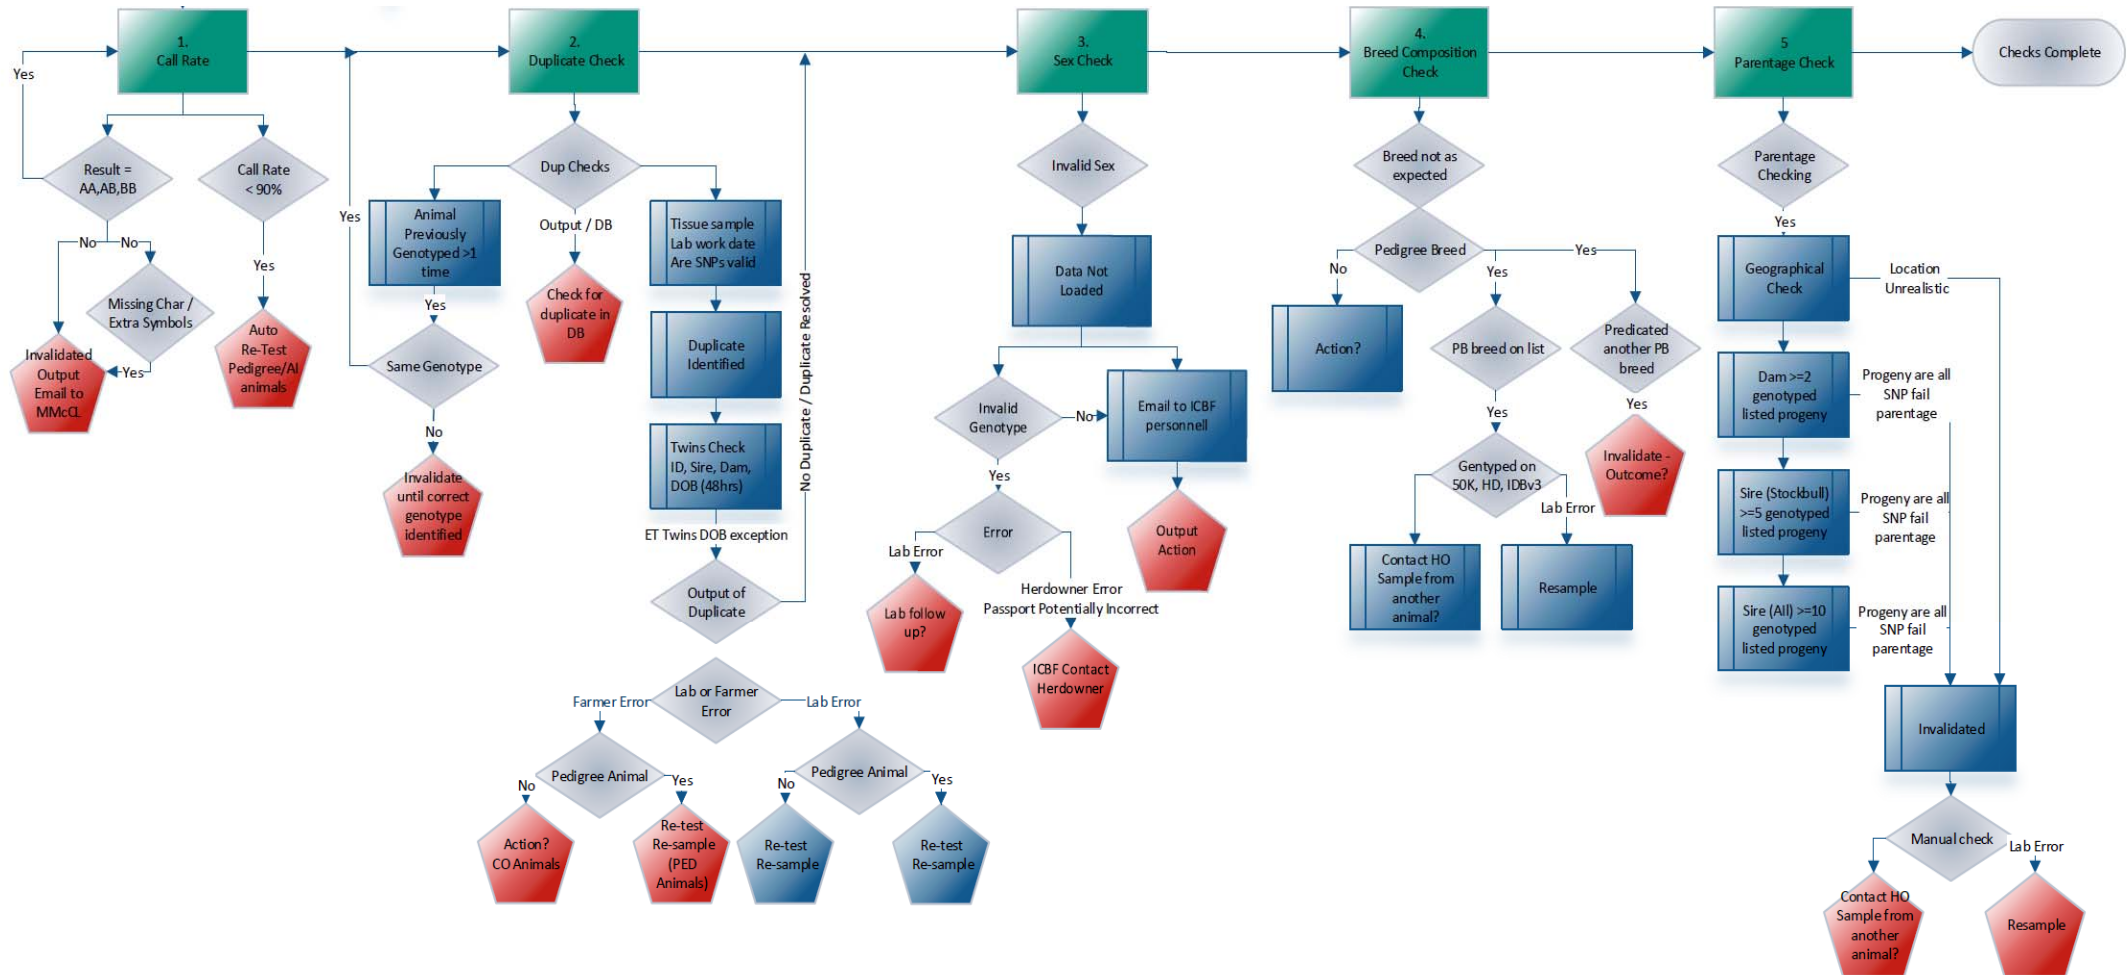 1.
Call Rate
Yes
Result =
AA,AB,BB
Call Rate
< 90%
No
No
Yes
Missing Char /
Extra Symbols
Yes
Invalidated
Output
Email to
MMcCL
Auto
Re-Test
Pedigree/AI
animals
2.
Duplicate Check
Dup Checks
Yes
Animal
Previously
Genotyped >1
time
Yes
Same Genotype
No
Invalidate
until correct
genotype
identified
Output / DB
Check for
duplicate in
DB
Tissue sample
Lab work date
Are SNPs valid
Duplicate
Identified
Twins Check
ID, Sire, Dam,
DOB (48hrs)
ET Twins DOB exception
Output of
Duplicate
No Duplicate / Duplicate Resolved
Lab or Farmer
Error
Farmer Error
Lab Error
Pedigree Animal
No
Yes
Action?
CO Animals
Re-test
Re-sample
(PED
Animals)
Pedigree Animal
No
Yes
Re-test
Re-sample
Re-test
Re-sample
3.
Sex Check
Invalid Sex
Data Not
Loaded
Invalid
Genotype
No
Email to ICBF
personnell
Yes
Error
Output
Action
Lab Error
Lab follow
up?
Herdowner Error
Passport Potentially Incorrect
ICBF Contact
Herdowner
4.
Breed Composition
Check
Breed not as
expected
Pedigree Breed
No
Yes
Yes
Action?
PB breed on list
Predicated
another PB
breed
Yes
Yes
Gentyped on
50K, HD, IDBv3
Invalidate -
Outcome?
Lab Error
Contact HO
Sample from
another
animal?
Resample
5
Parentage Check
Parentage
Checking
Yes
Geographical
Check
Location
Unrealistic
Dam >=2
genotyped
listed progeny
Progeny are all
SNP fail
parentage
Sire (Stockbull)
>=5 genotyped
listed progeny
Progeny are all
SNP fail
parentage
Sire (All) >=10
genotyped
listed progeny
Progeny are all
SNP fail
parentage
Invalidated
Manual check
Lab Error
Contact HO
Sample from
another
animal?
Resample
Checks Complete